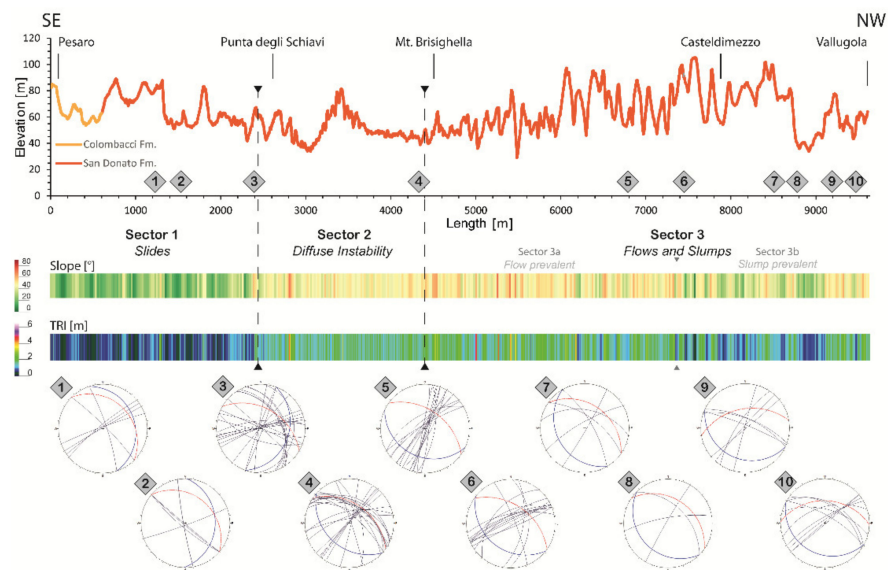 SE
NW
Pesaro
Punta degli Schiavi
Mt. Brisighella
Casteldimezzo
Vallugola
Elevation [m]
120
100
80
60
40
20
0
Colombacci Fm.
San Donato Fm.
1 2 3 4 5 6 7 8 9 10
0 1000 2000 3000 4000 5000 6000 7000 8000 9000
Length [m]
Sector 1
Slides
Sector 2
Diffuse Instability
Sector 3
Flows and Slumps
Sector 3a
Flow prevalent
Sector 3b
Slump prevalent
Slope [°]
80
60
40
20
0
TRI [m]
6
4
2
0
1
3
5
7
9
2
4
6
8
10